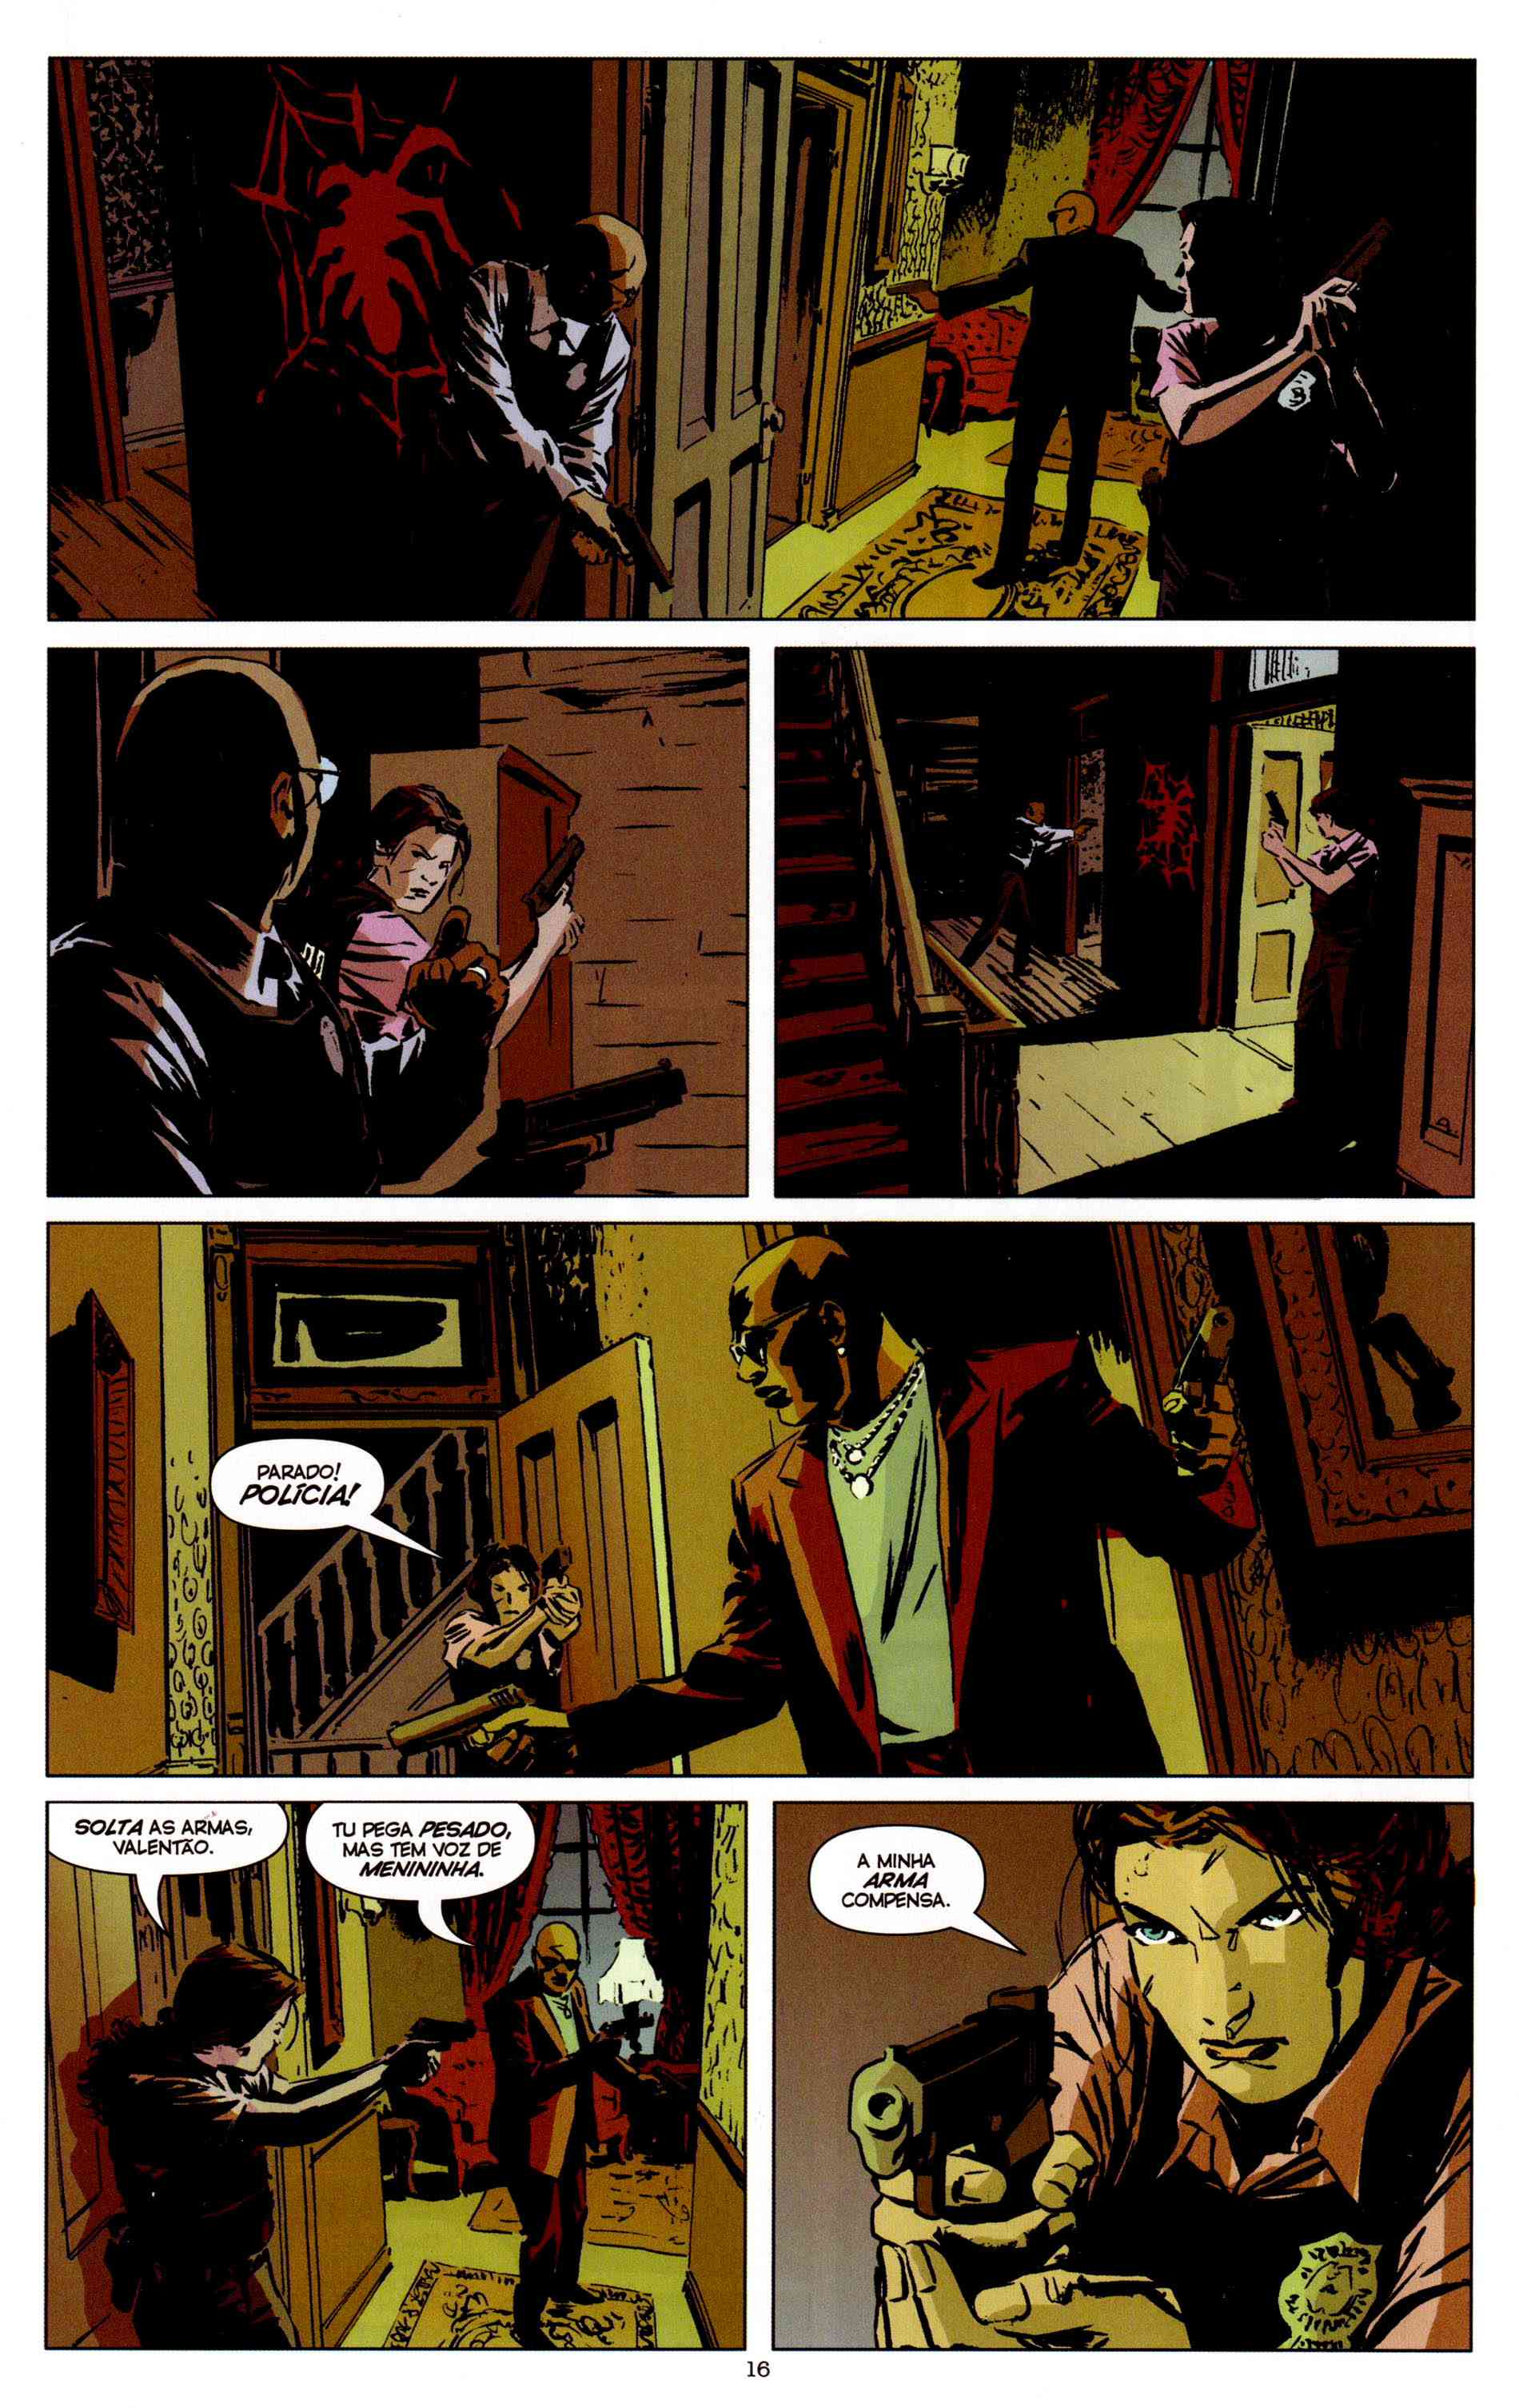 PARADO!
POLÍCIA!
SOLTA AS ARMAS,
VALENTÃO.
TU PEGA PESADO,
MAS TEM VOZ DE
MENININHA.
A MINHA
ARMA
COMPENSA.
16